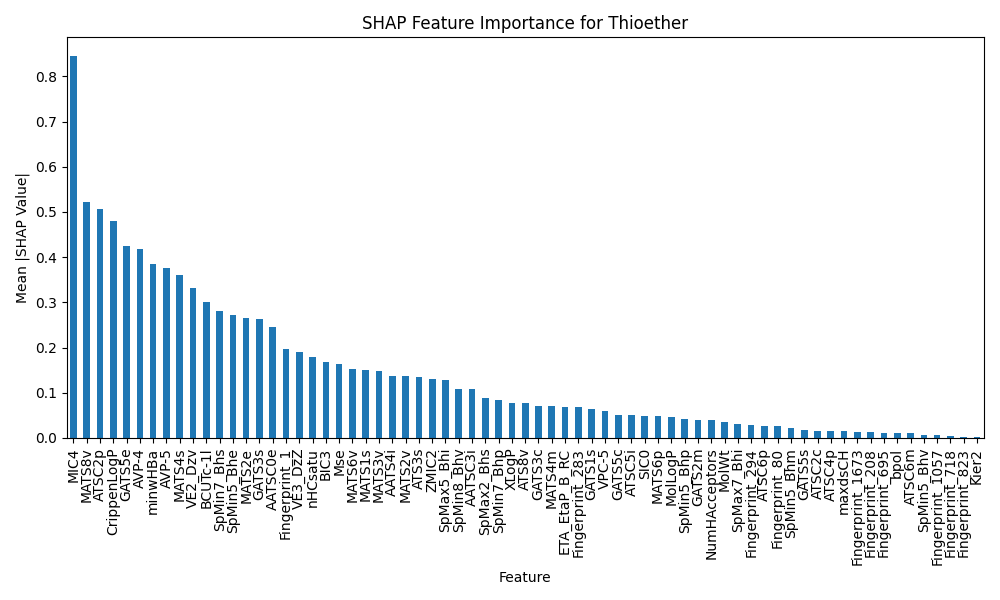 SHAP Feature Importance for Thioether
Mean |SHAP Value|
0.8
0.7
0.6
0.5
0.4
0.3
0.2
0.1
0.0
MIC4
MATS8v
ATSC2p
CrippenLogP
GATS5e
AVP-4
minwHBa
AVP-5
MATS4s
VE2_Dzv
BCUTc-1l
SpMin7_Bhs
SpMin5_Bhe
MATS2e
GATS3s
AATSC0e
Fingerprint_1
VE3_DzZ
nHCsatu
BIC3
Mse
MATS6v
MATS1s
MATS3v
AATS4i
MATS2v
ATS3s
ZMIC2
SpMax5_Bhi
SpMin8_Bhv
AATSC3i
SpMax2_Bhs
SpMin7_Bhp
XLogP
ATS8v
GATS3c
MATS4m
ETA_EtaP_B_RC
Fingerprint_283
GATS1s
VPC-5
GATS5c
ATSC5i
SIC0
MATS6p
MolLogP
SpMin5_Bhp
GATS2m
NumHAcceptors
MolWt
SpMax7_Bhi
Fingerprint_294
ATSC6p
Fingerprint_80
SpMin5_Bhm
GATS5s
ATSC2c
ATSC4p
maxdsCH
Fingerprint_1673
Fingerprint_208
Fingerprint_695
bpol
ATSC6m
SpMin5_Bhv
Fingerprint_1057
Fingerprint_718
Fingerprint_823
Kier2
Feature